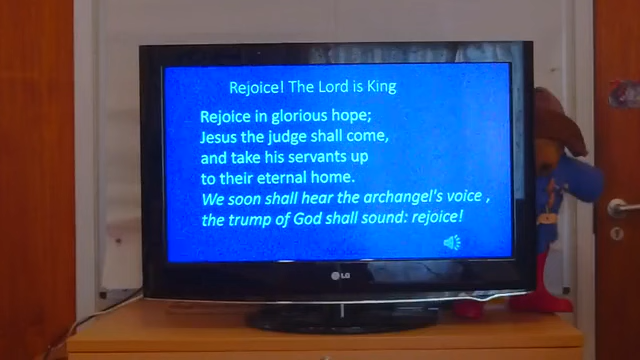 Rejoice! The Lord is King
Rejoice in glorious hope;
Jesus the judge shall come,
and take his servants up
to their eternal home.
We soon shall hear the archangel's voice ,
the trump of God shall sound: rejoice!
LG